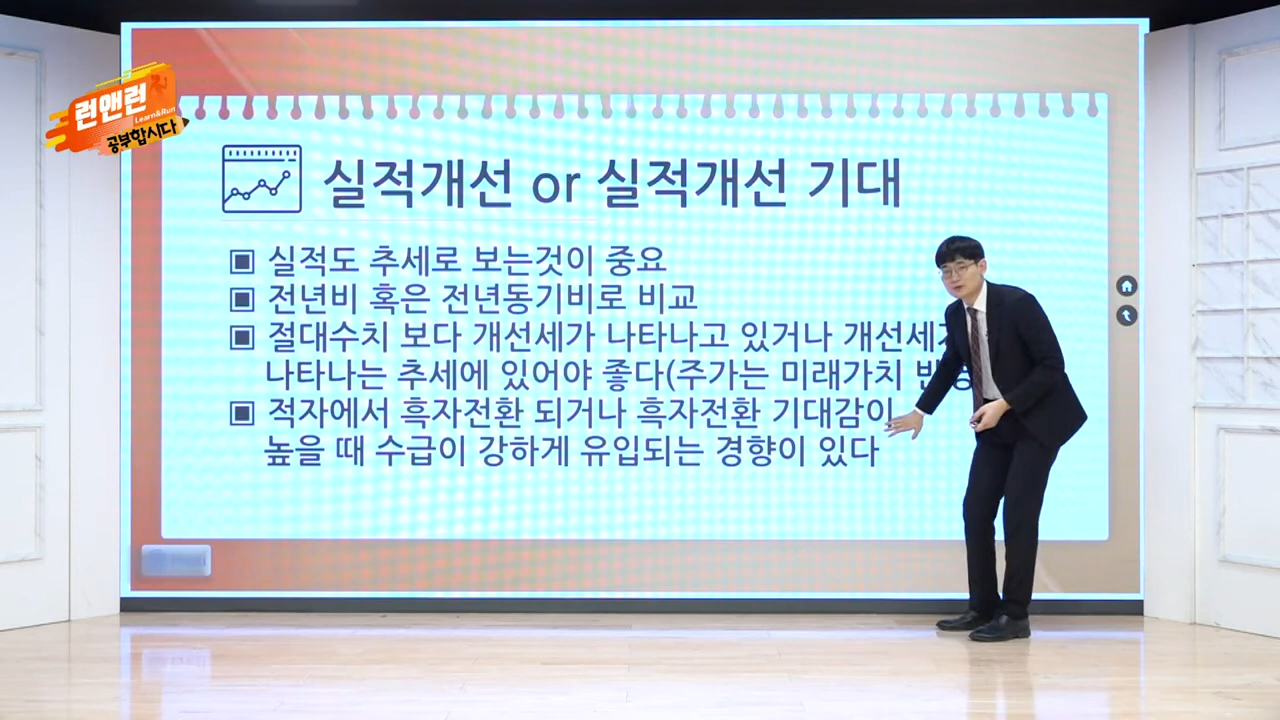 런앤런
Learn&Run
공부합시다
실적개선 or 실적개선 기대
▣ 실적도 추세로 보는것이 중요
▣ 전년비 혹은 전년동기비로 비교
▣ 절대수치 보다 개선세가 나타나고 있거나
나타나는 추세에 있어야 좋다(주가는 미래가치
▣ 적자에서 흑자전환 되거나 흑자전환 기대감이
높을 때 수급이 강하게 유입되는 경향이 있다